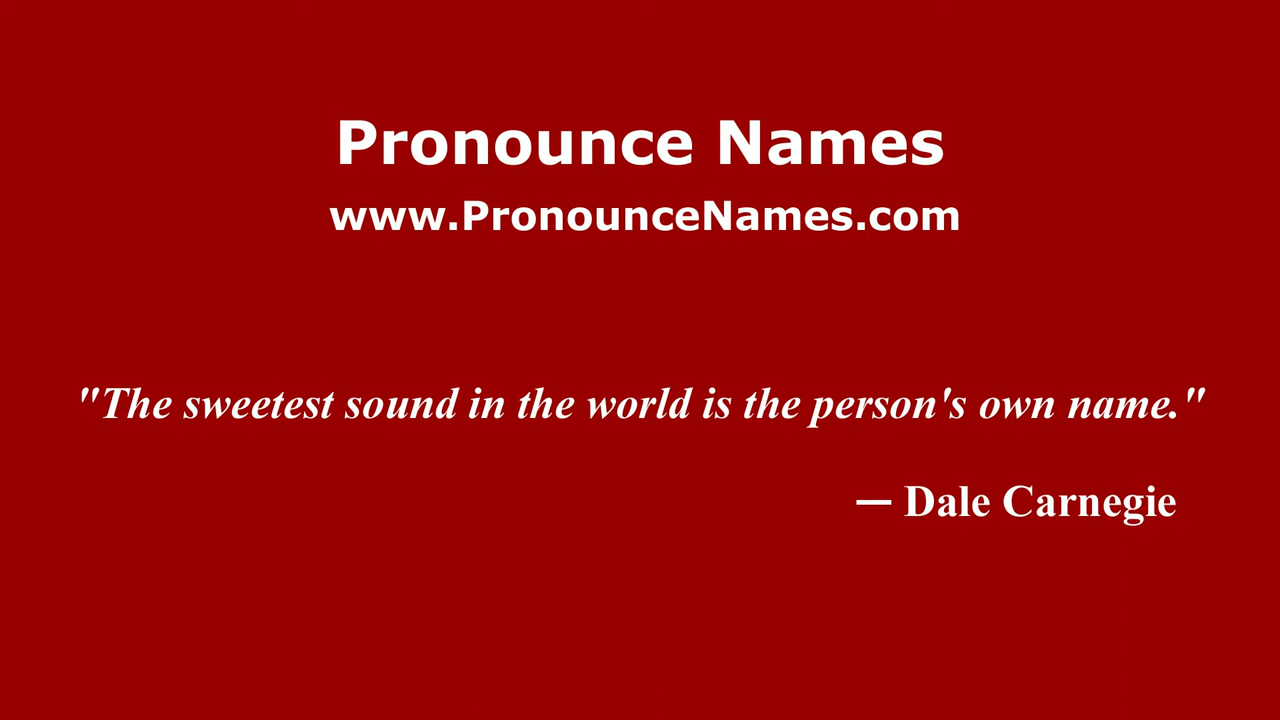 Pronounce Names
www.PronounceNames.com
"The sweetest sound in the world is the person's own name."
— Dale Carnegie